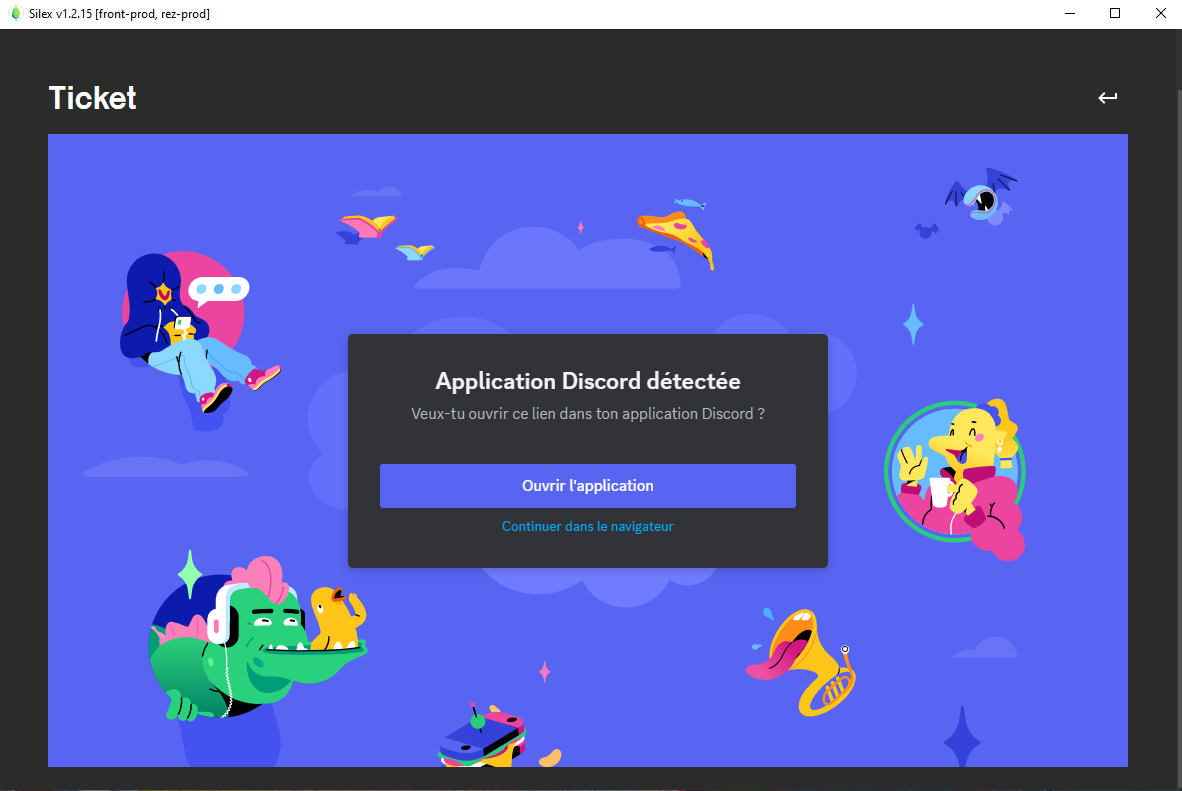 Silex v1.2.15 [front-prod, rez-prod]
Ticket
Application Discord détectée
Veux-tu ouvrir ce lien dans ton application Discord ?
Ouvrir l'application
Continuer dans le navigateur